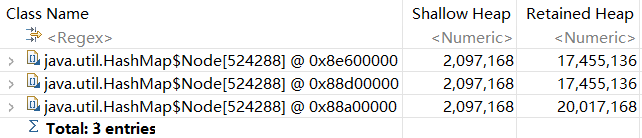 Class Name Shallow Heap Retained Heap
<Regex> <Numeric> <Numeric>
java.util.HashMap$Node[524288] @ 0x8e600000 2,097,168 17,455,136
java.util.HashMap$Node[524288] @ 0x88d00000 2,097,168 17,455,136
java.util.HashMap$Node[524288] @ 0x88a00000 2,097,168 20,017,168
Σ Total: 3 entries